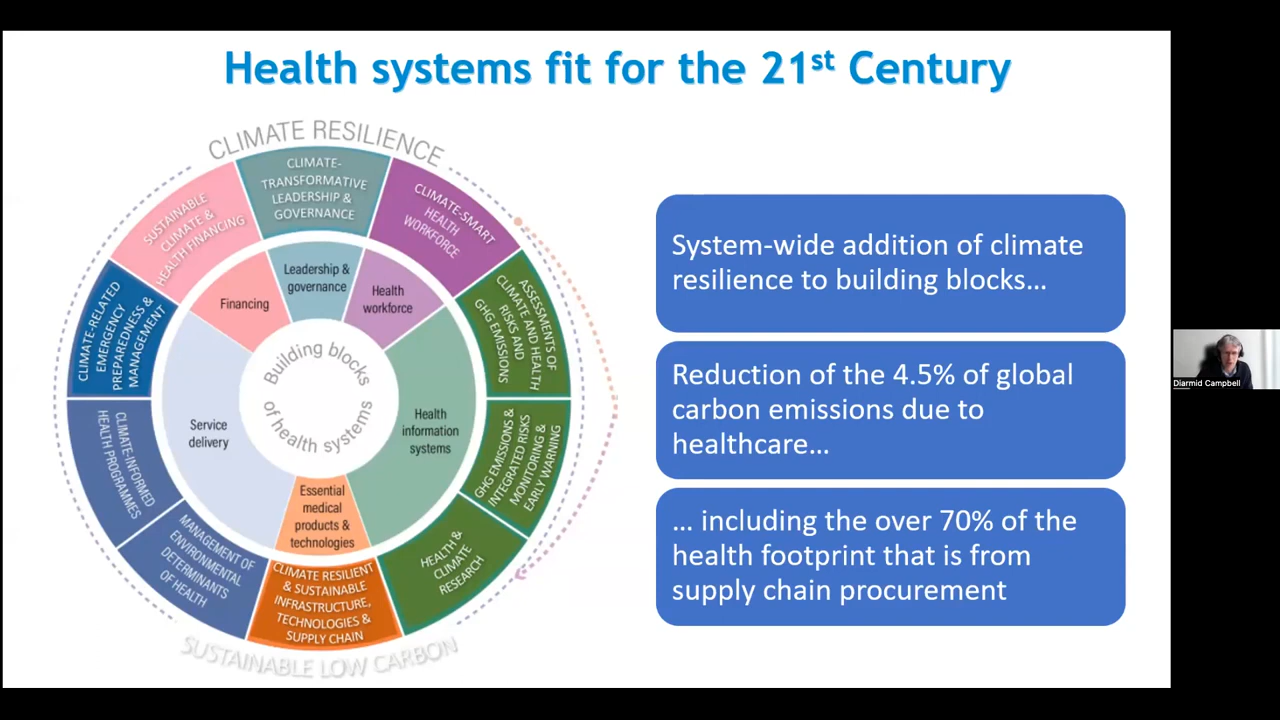 Health systems fit for the 21st Century
CLIMATE RESILIENCE
CLIMATE-
TRANSFORMATIVE
LEADERSHIP &
GOVERNANCE
CLIMATE-SMART
HEALTH
WORKFORCE
ASSESSMENTS OF
CLIMATE AND HEALTH
RISKS AND
GHG EMISSIONS
GHG EMISSIONS &
INTEGRATED RISKS
MONITORING &
EARLY WARNING
HEALTH &
CLIMATE
RESEARCH
CLIMATE RESILIENT
& SUSTAINABLE
INFRASTRUCTURE,
TECHNOLOGIES &
SUPPLY CHAIN
MANAGEMENT OF
ENVIRONMENTAL
DETERMINANTS
OF HEALTH
CLIMATE-INFORMED
HEALTH PROGRAMMES
CLIMATE-RELATED
EMERGENCY
PREPAREDNESS &
MANAGEMENT
SUSTAINABLE
CLIMATE &
HEALTH FINANCING
Leadership &
governance
Health
workforce
Health
information
systems
Essential
medical
products &
technologies
Service
delivery
Financing
Building blocks
of health systems
SUSTAINABLE LOW CARBON
System-wide addition of climate
resilience to building blocks…
Reduction of the 4.5% of global
carbon emissions due to
healthcare…
… including the over 70% of the
health footprint that is from
supply chain procurement
Diarmid Campbell